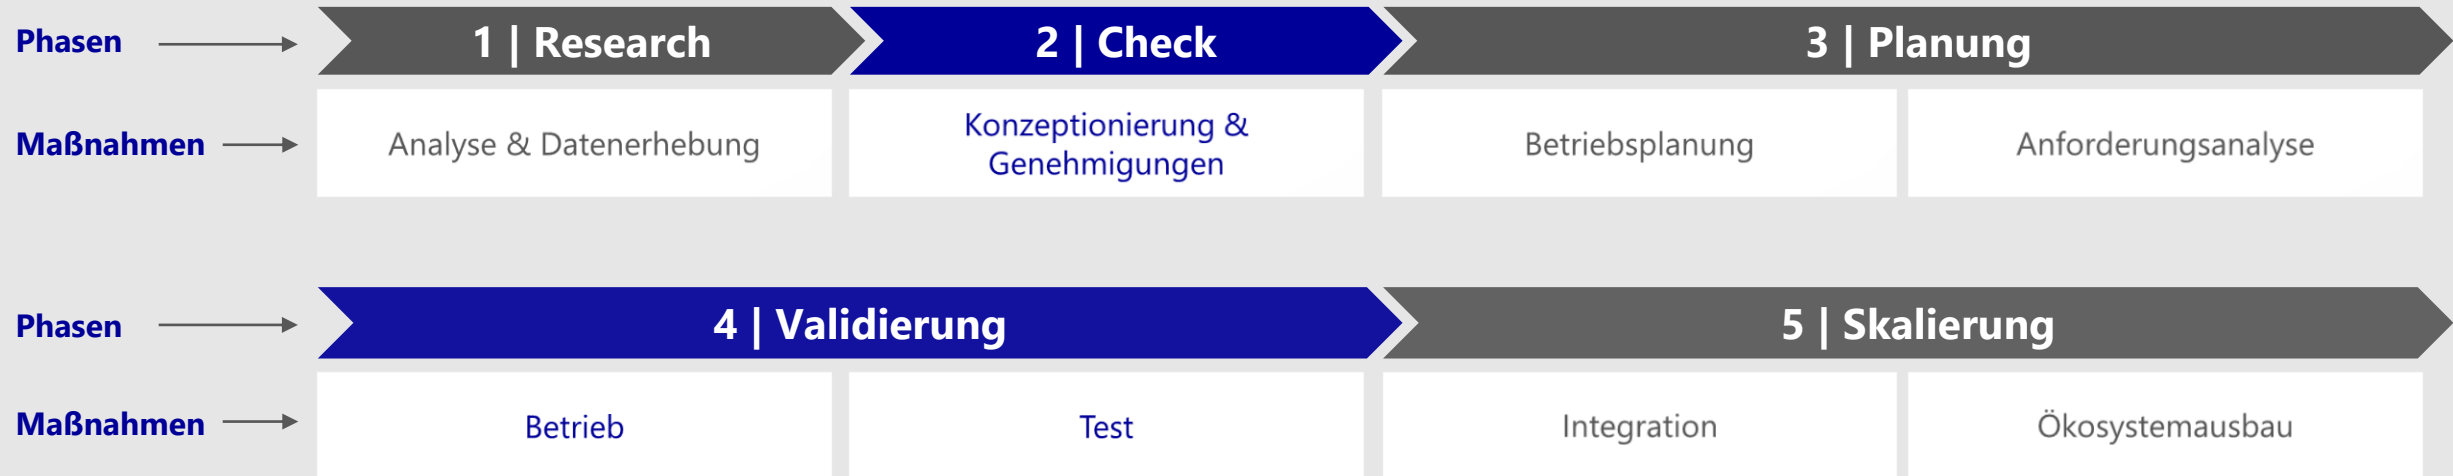 Phasen
1 | Research
2 | Check
3 | Planung
Maßnahmen
Analyse & Datenerhebung
Konzeptionierung &
Genehmigungen
Betriebsplanung
Anforderungsanalyse
Phasen
4 | Validierung
5 | Skalierung
Maßnahmen
Betrieb
Test
Integration
Ökosystemausbau